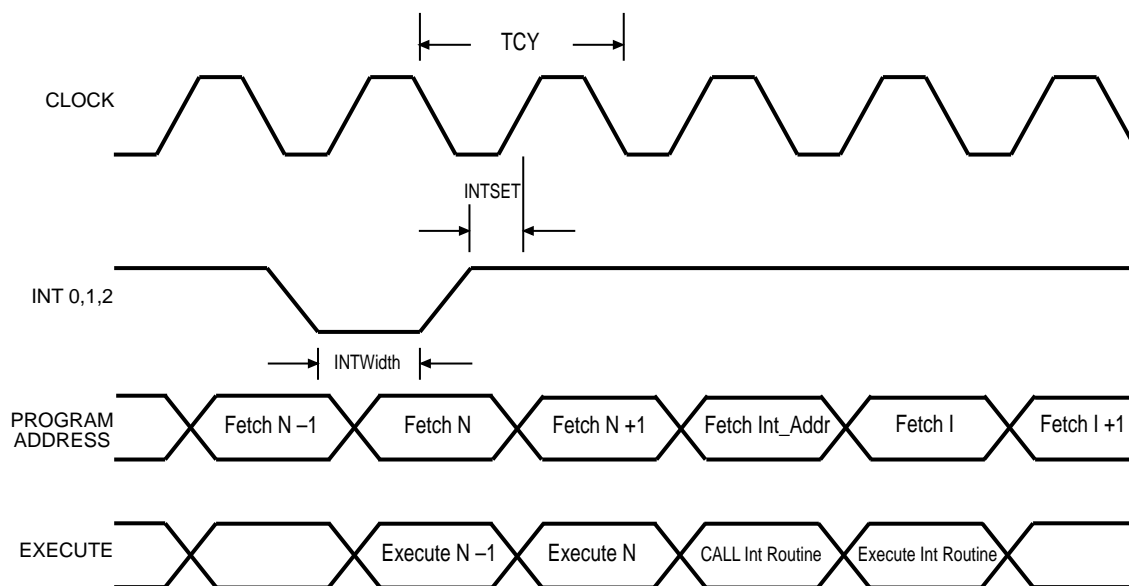 TCY
CLOCK
INTSET
INT 0,1,2
INTWidth
PROGRAM
ADDRESS
Fetch N –1
Fetch N
Fetch N +1
Fetch Int_Addr
Fetch I
Fetch I +1
EXECUTE
Execute N –1
Execute N
CALL Int Routine
Execute Int Routine